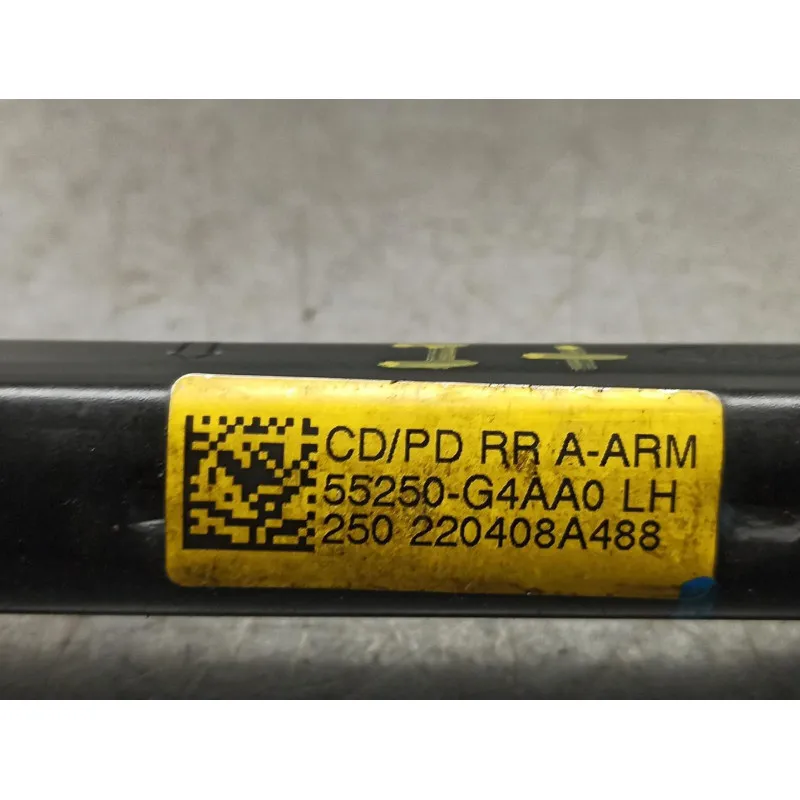 CD/PD RR A-ARM
55250-G4AA0 LH
250 220408A488